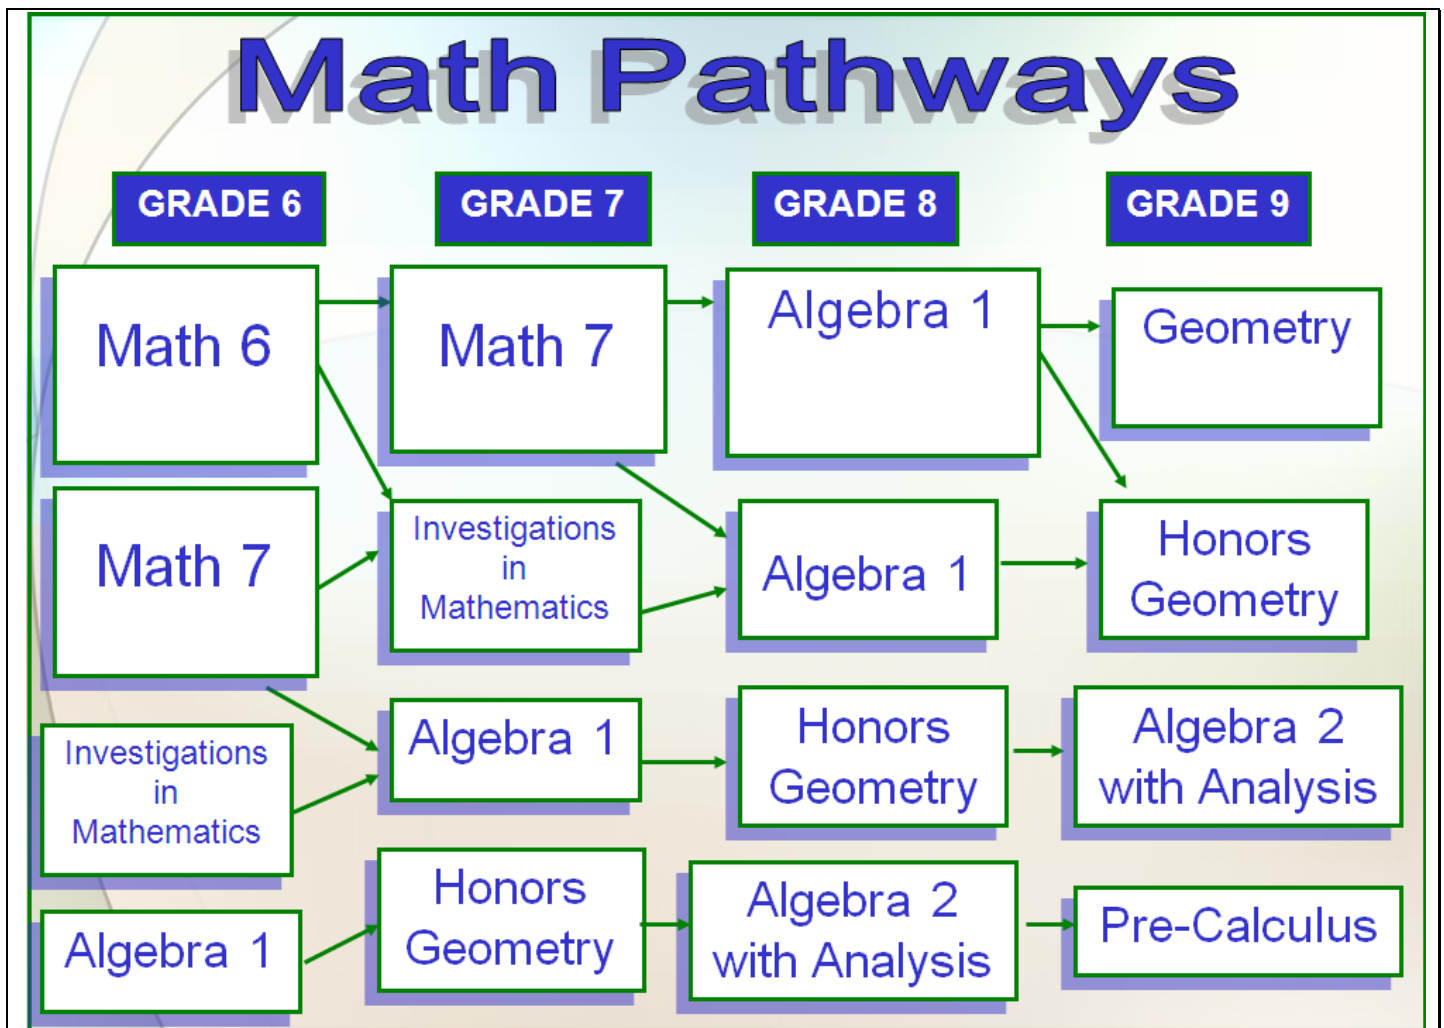 Math Pathways
GRADE 6
GRADE 7
GRADE 8
GRADE 9
Math 6
Math 7
Algebra 1
Geometry
Math 7
Investigations
in
Mathematics
Algebra 1
Honors
Geometry
Investigations
in
Mathematics
Algebra 1
Honors
Geometry
Algebra 2
with Analysis
Algebra 1
Honors
Geometry
Algebra 2
with Analysis
Pre-Calculus